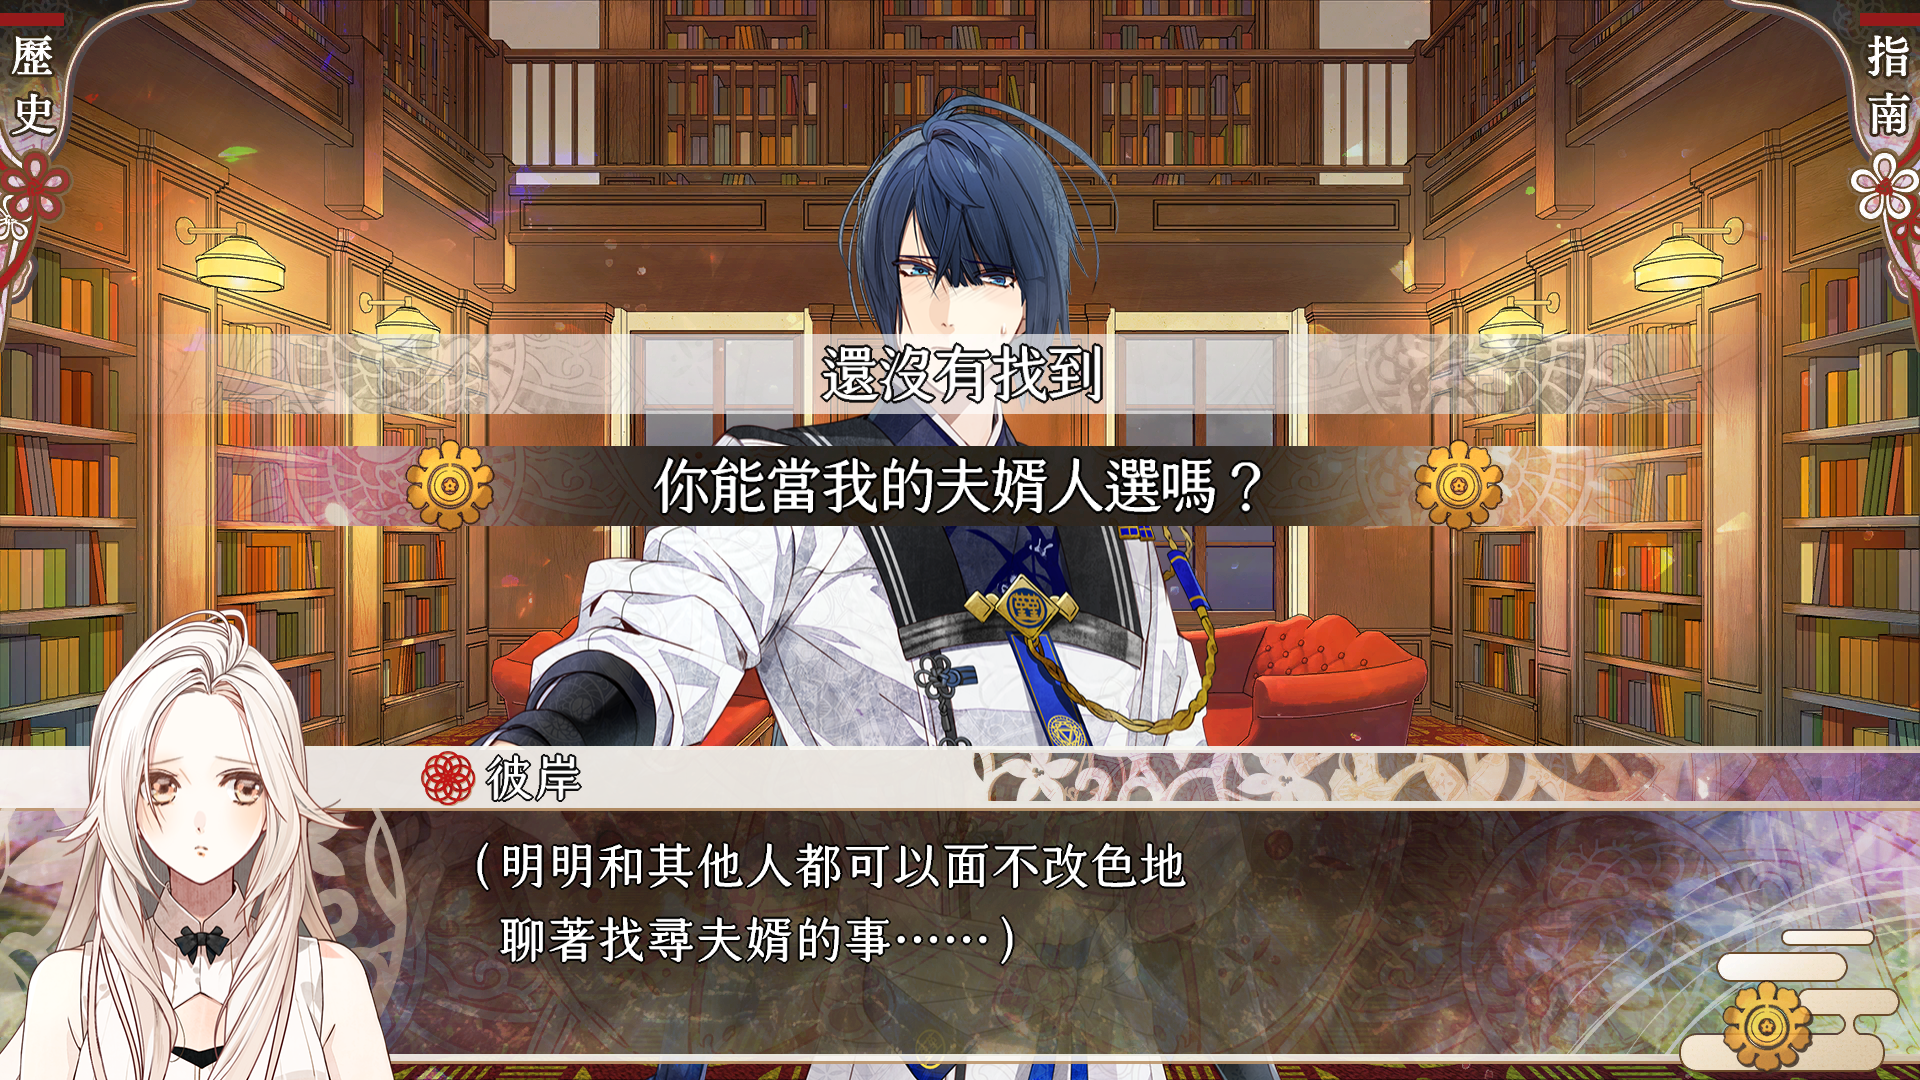 歷史
指南
還沒有找到
你能當我的夫婿人選嗎？
彼岸
（明明和其他人都可以面不改色地
聊著找尋夫婿的事⋯⋯）